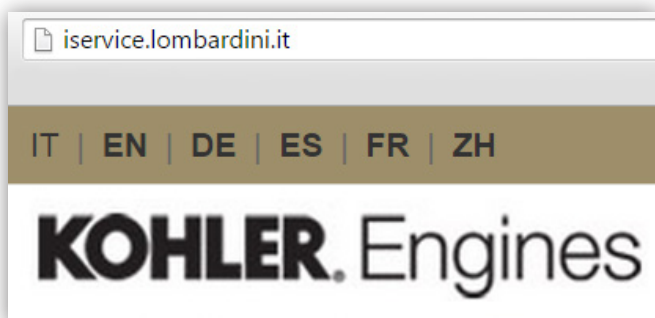 iservice.lombardini.it
IT | EN | DE | ES | FR | ZH
KOHLER. Engines